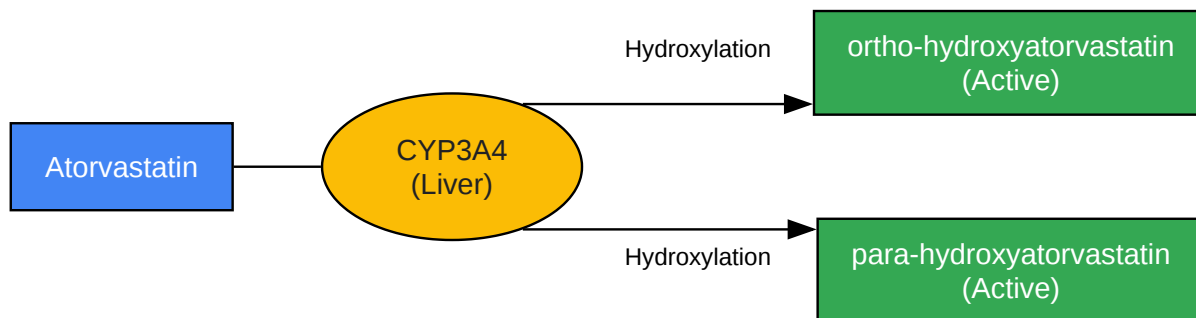 Atorvastatin
CYP3A4
(Liver)
Hydroxylation
ortho-hydroxyatorvastatin
(Active)
Hydroxylation
para-hydroxyatorvastatin
(Active)